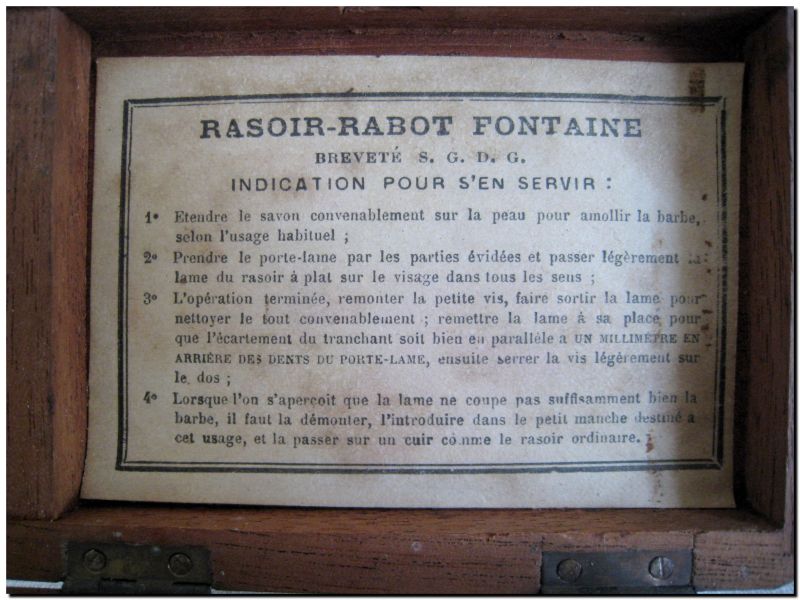 RASOIR-RABOT FONTAINE
BREVETÉ S. G. D. G.
INDICATION POUR S'EN SERVIR :
1º Etendre le savon convenablement sur la peau pour amollir la barbe,
selon l'usage habituel ;
2º Prendre le porte-lame par les parties évidées et passer légèrement la
lame du rasoir à plat sur le visage dans tous les sens ;
3º L'opération terminée, remonter la petite vis, faire sortir la lame pour
nettoyer le tout convenablement ; remettre la lame à sa place pour
que l'écartement du tranchant soit bien en parallèle a UN MILLIMÈTRE EN
ARRIÈRE DES DENTS DU PORTE-LAME, ensuite serrer la vis légèrement sur
le dos ;
4º Lorsque l'on s'aperçoit que la lame ne coupe pas suffisamment bien la
barbe, il faut la démonter, l'introduire dans le petit manche destiné a
cet usage, et la passer sur un cuir comme le rasoir ordinaire.